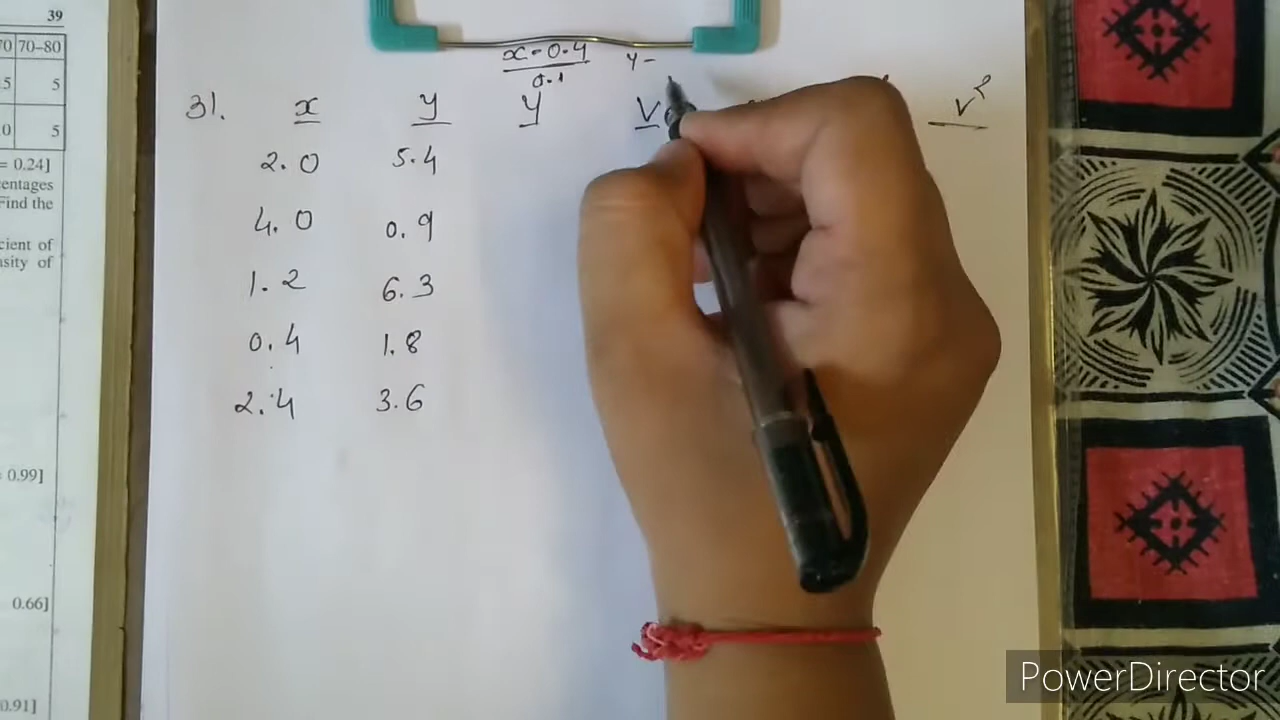 39
70 70–80
5 5
0 5
= 0.24]
entages
Find the
cient of
sity of
0.99]
0.66]
0.91]
x - 0.4 y -
0.1
31. x y y v v²
2.0 5.4
4.0 0.9
1.2 6.3
0.4 1.8
2.4 3.6
PowerDirector